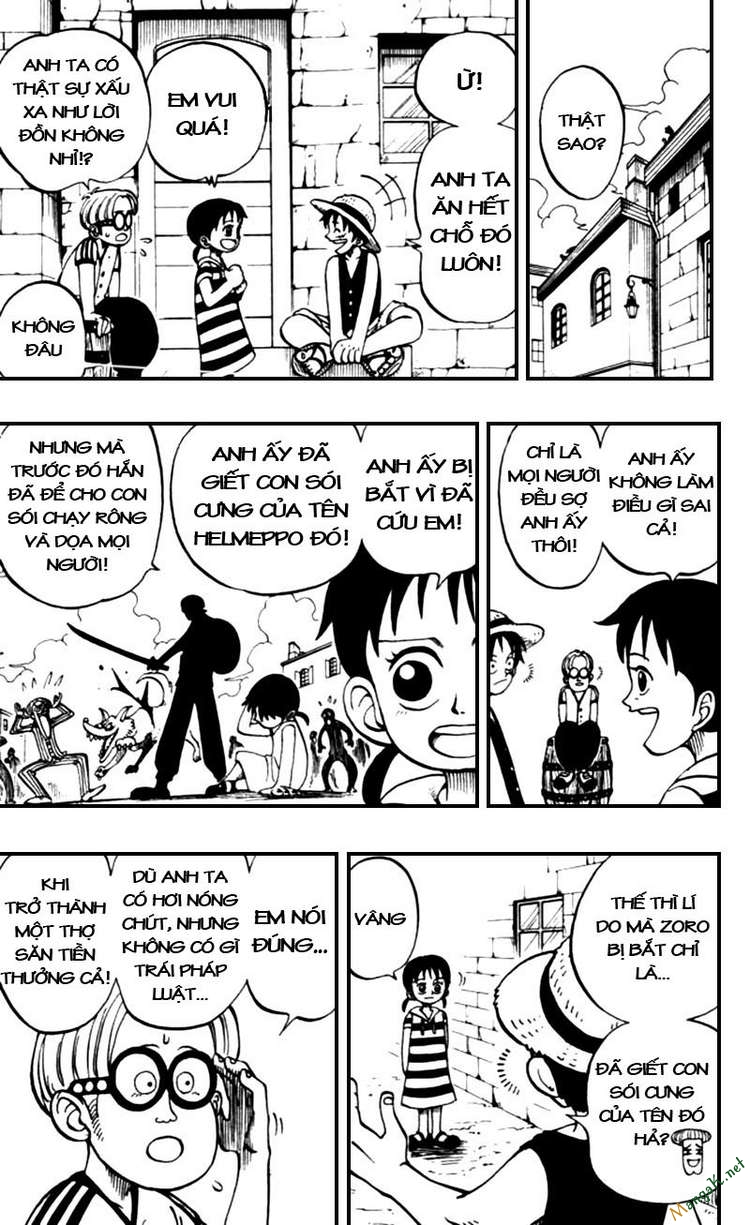 THẬT
SAO?
Ừ!
ANH TA
ĂN HẾT
CHỖ ĐÓ
LUÔN!
EM VUI
QUÁ!
ANH TA CÓ
THẬT SỰ XẤU
XA NHƯ LỜI
ĐỒN KHÔNG
NHỈ!?
KHÔNG
ĐÂU
ANH ẤY
KHÔNG LÀM
ĐIỀU GÌ SAI
CẢ!
CHỈ LÀ
MỌI NGƯỜI
ĐỀU SỢ
ANH ẤY
THÔI!
ANH ẤY BỊ
BẮT VÌ ĐÃ
CỨU EM!
ANH ẤY ĐÃ
GIẾT CON SÓI
CƯNG CỦA TÊN
HELMEPPO ĐÓ!
NHƯNG MÀ
TRƯỚC ĐÓ HẮN
ĐÃ ĐỂ CHO CON
SÓI CHẠY RÔNG
VÀ DỌA MỌI
NGƯỜI!
THẾ THÌ LÍ
DO MÀ ZORO
BỊ BẮT CHỈ
LÀ...
ĐÃ GIẾT CON
SÓI CƯNG
CỦA TÊN ĐÓ
HẢ?
VÂNG
EM NÓI
ĐÚNG...
DÙ ANH TA
CÓ HƠI NÓNG
CHÚT, NHƯNG
KHÔNG CÓ GÌ
TRÁI PHÁP
LUẬT...
KHI
TRỞ THÀNH
MỘT THỢ
SĂN TIỀN
THƯỞNG CẢ!
MangaK.net